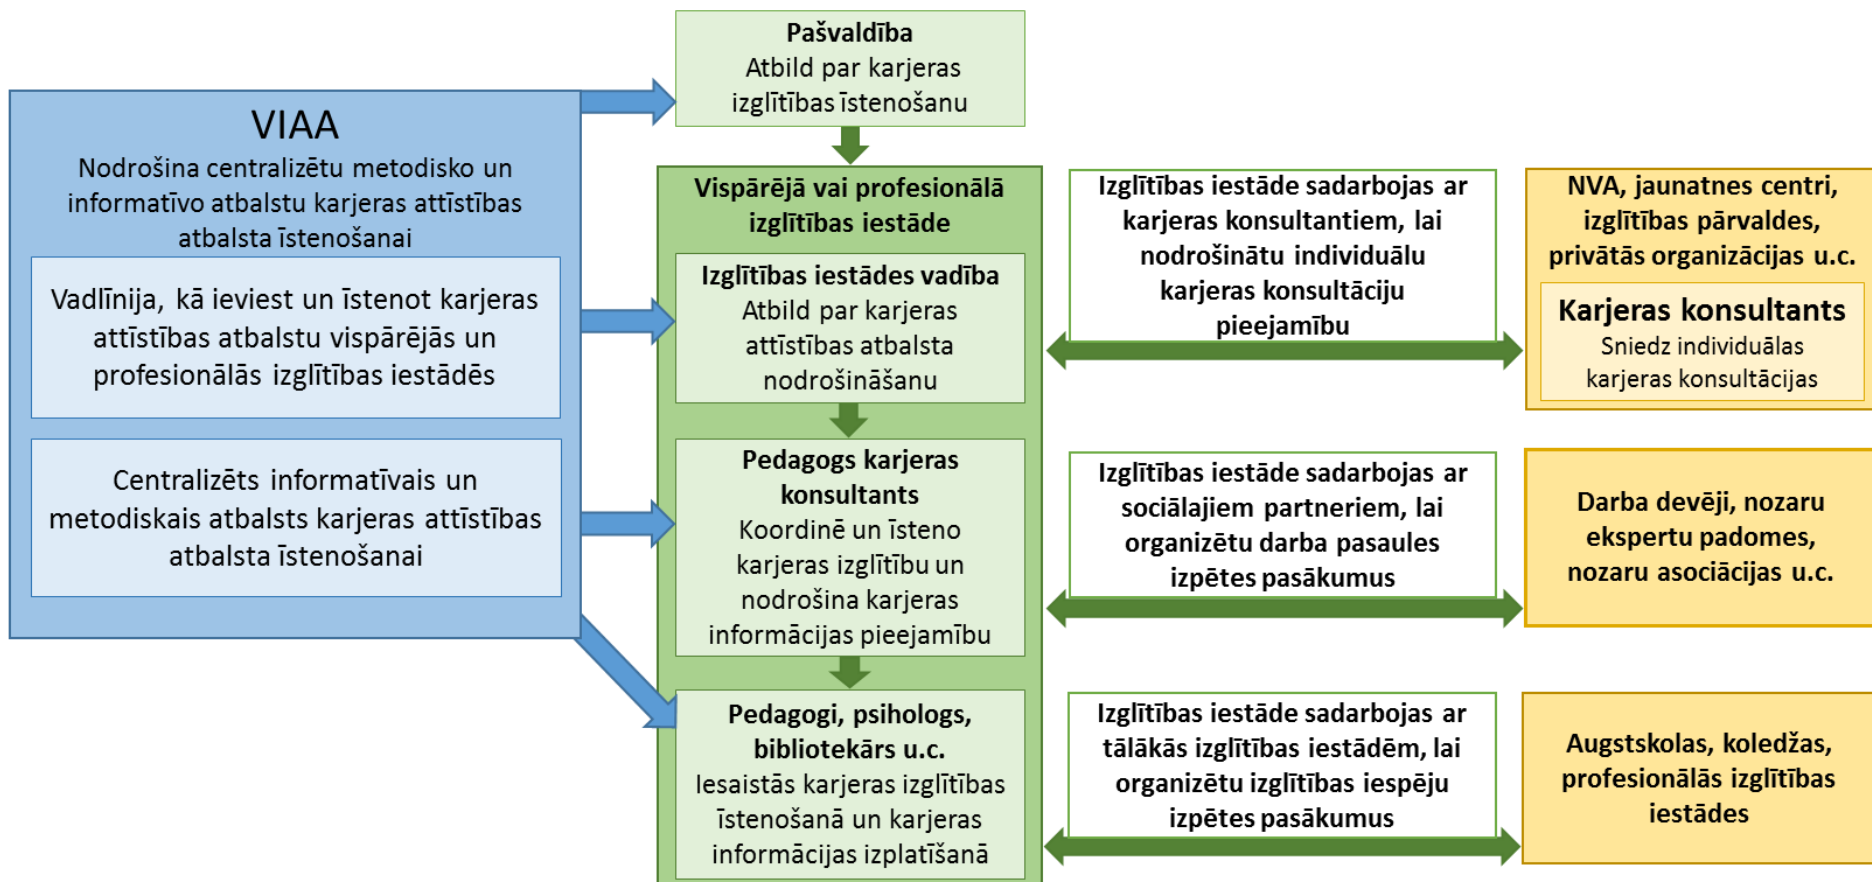 Pašvaldība
Atbild par karjeras
izglītības īstenošanu
VIAA
Nodrošina centralizētu metodisko un
informatīvo atbalstu karjeras attīstības
atbalsta īstenošanai
Vadlīnija, kā ieviest un īstenot karjeras
attīstības atbalstu vispārējās un
profesionālās izglītības iestādēs
Centralizēts informatīvais un
metodiskais atbalsts karjeras attīstības
atbalsta īstenošanai
Vispārējā vai profesionālā
izglītības iestāde
Izglītības iestādes vadība
Atbild par karjeras
attīstības atbalsta
nodrošināšanu
Pedagogs karjeras
konsultants
Koordinē un īsteno
karjeras izglītību un
nodrošina karjeras
informācijas pieejamību
Pedagogi, psihologs,
bibliotekārs u.c.
Iesaistās karjeras izglītības
īstenošanā un karjeras
informācijas izplatīšanā
Izglītības iestāde sadarbojas ar
karjeras konsultantiem, lai
nodrošinātu individuālu
karjeras konsultāciju
pieejamību
NVA, jaunatnes centri,
izglītības pārvaldes,
privātās organizācijas u.c.
Karjeras konsultants
Sniedz individuālas
karjeras konsultācijas
Izglītības iestāde sadarbojas ar
sociālajiem partneriem, lai
organizētu darba pasaules
izpētes pasākumus
Darba devēji, nozaru
ekspertu padomes,
nozaru asociācijas u.c.
Izglītības iestāde sadarbojas ar
tālākās izglītības iestādēm, lai
organizētu izglītības iespēju
izpētes pasākumus
Augstskolas, koledžas,
profesionālās izglītības
iestādes